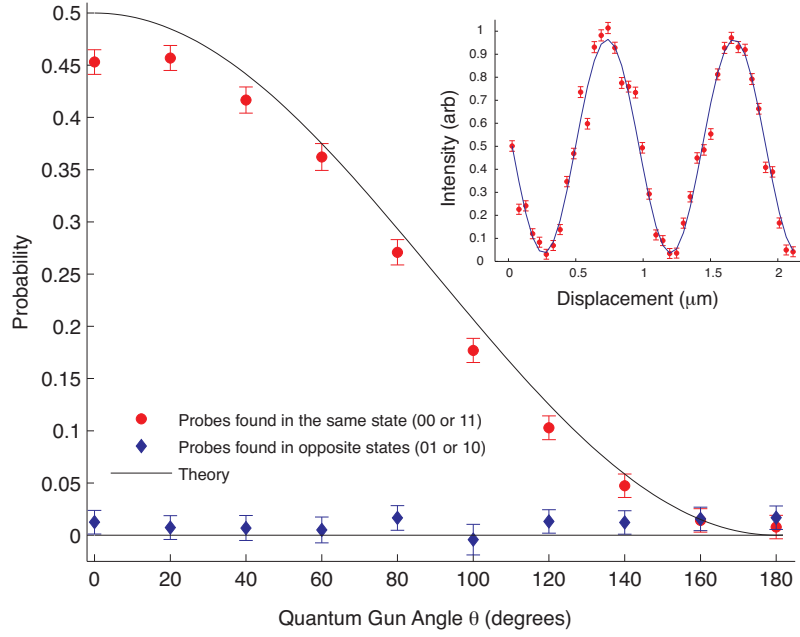 0.5
0.45
0.4
0.35
0.3
0.25
0.2
0.15
0.1
0.05
0
Probability
0 20 40 60 80 100 120 140 160 180
Quantum Gun Angle θ (degrees)
Probes found in the same state (00 or 11)
Probes found in opposite states (01 or 10)
Theory
1
0.9
0.8
0.7
0.6
0.5
0.4
0.3
0.2
0.1
0
Intensity (arb)
0 0.5 1 1.5 2
Displacement (μm)